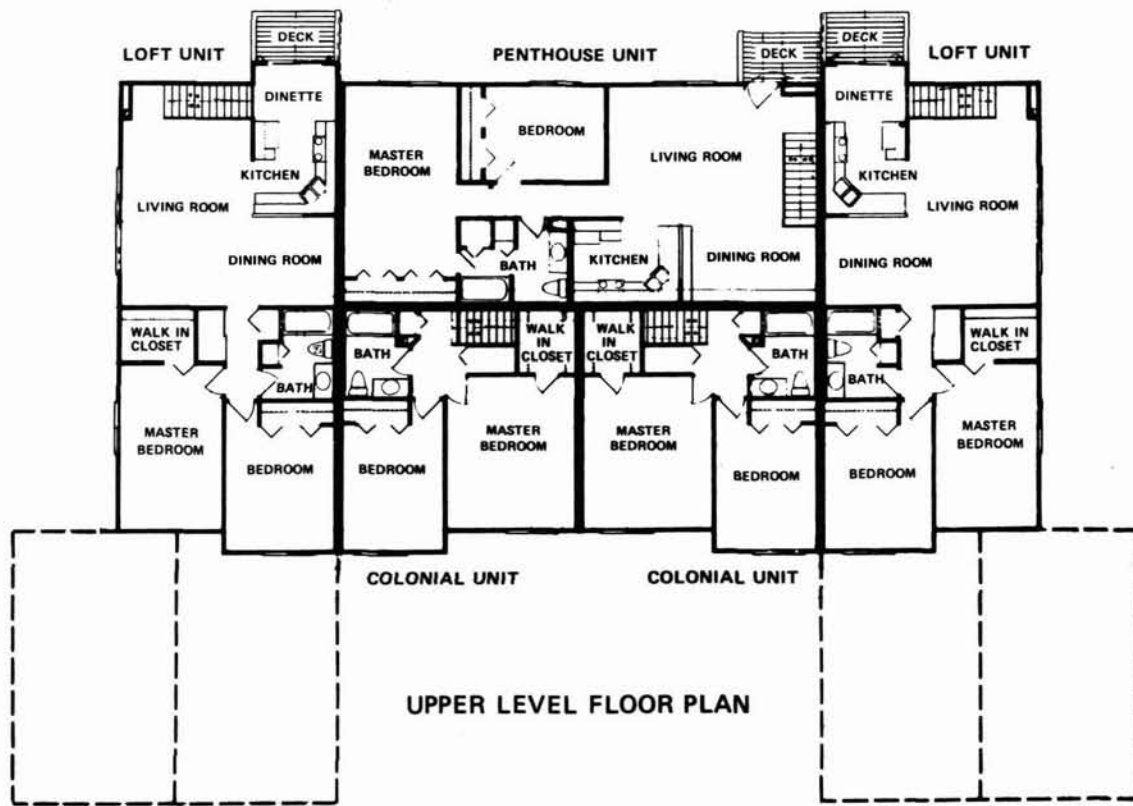 DECK
LOFT UNIT
DINETTE
KITCHEN
LIVING ROOM
DINING ROOM
WALK IN
CLOSET
BATH
MASTER
BEDROOM
BEDROOM
PENTHOUSE UNIT
DECK
MASTER
BEDROOM
BEDROOM
LIVING ROOM
BATH
KITCHEN
DINING ROOM
DECK
LOFT UNIT
DINETTE
KITCHEN
LIVING ROOM
DINING ROOM
WALK IN
CLOSET
BATH
BEDROOM
MASTER
BEDROOM
BATH
WALK
IN
CLOSET
BEDROOM
MASTER
BEDROOM
COLONIAL UNIT
WALK
IN
CLOSET
BATH
MASTER
BEDROOM
BEDROOM
COLONIAL UNIT
UPPER LEVEL FLOOR PLAN